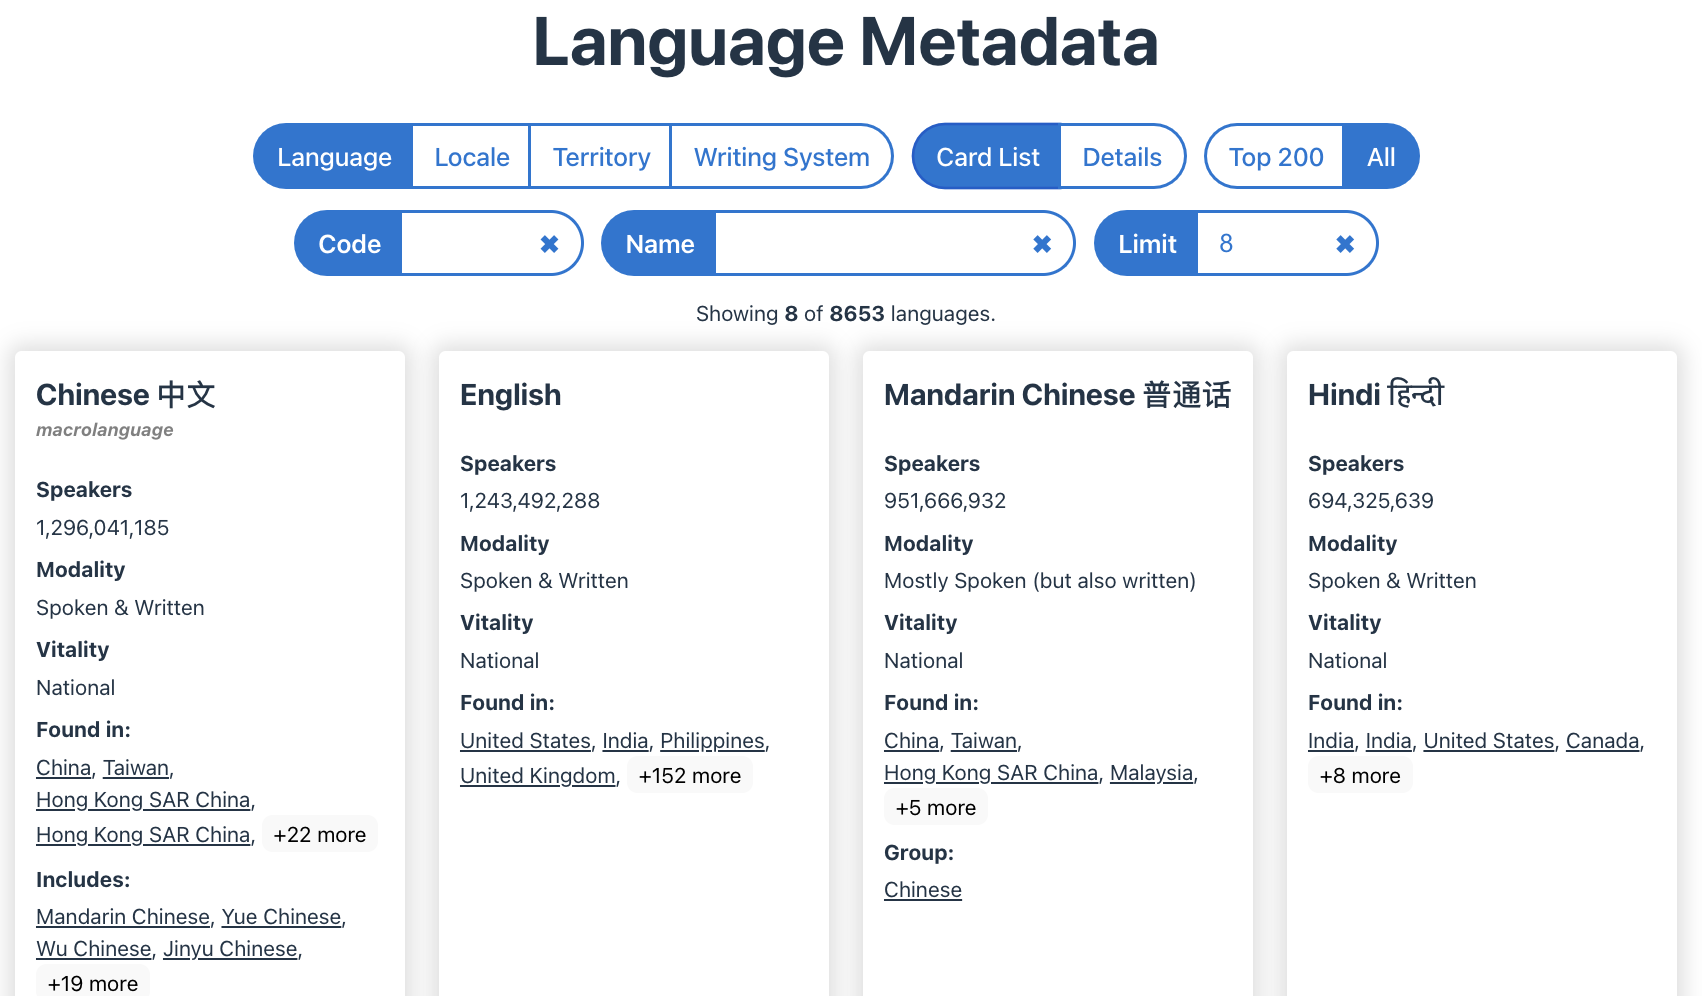 Language Metadata
Language Locale Territory Writing System Card List Details Top 200 All
Code ✖ Name ✖ Limit 8 ✖
Showing 8 of 8653 languages.
Chinese 中文
macrolanguage
Speakers
1,296,041,185
Modality
Spoken & Written
Vitality
National
Found in:
China, Taiwan,
Hong Kong SAR China,
Hong Kong SAR China, +22 more
Includes:
Mandarin Chinese, Yue Chinese,
Wu Chinese, Jinyu Chinese,
+19 more
English
Speakers
1,243,492,288
Modality
Spoken & Written
Vitality
National
Found in:
United States, India, Philippines,
United Kingdom, +152 more
Mandarin Chinese 普通话
Speakers
951,666,932
Modality
Mostly Spoken (but also written)
Vitality
National
Found in:
China, Taiwan,
Hong Kong SAR China, Malaysia,
+5 more
Group:
Chinese
Hindi हिन्दी
Speakers
694,325,639
Modality
Spoken & Written
Vitality
National
Found in:
India, India, United States, Canada,
+8 more